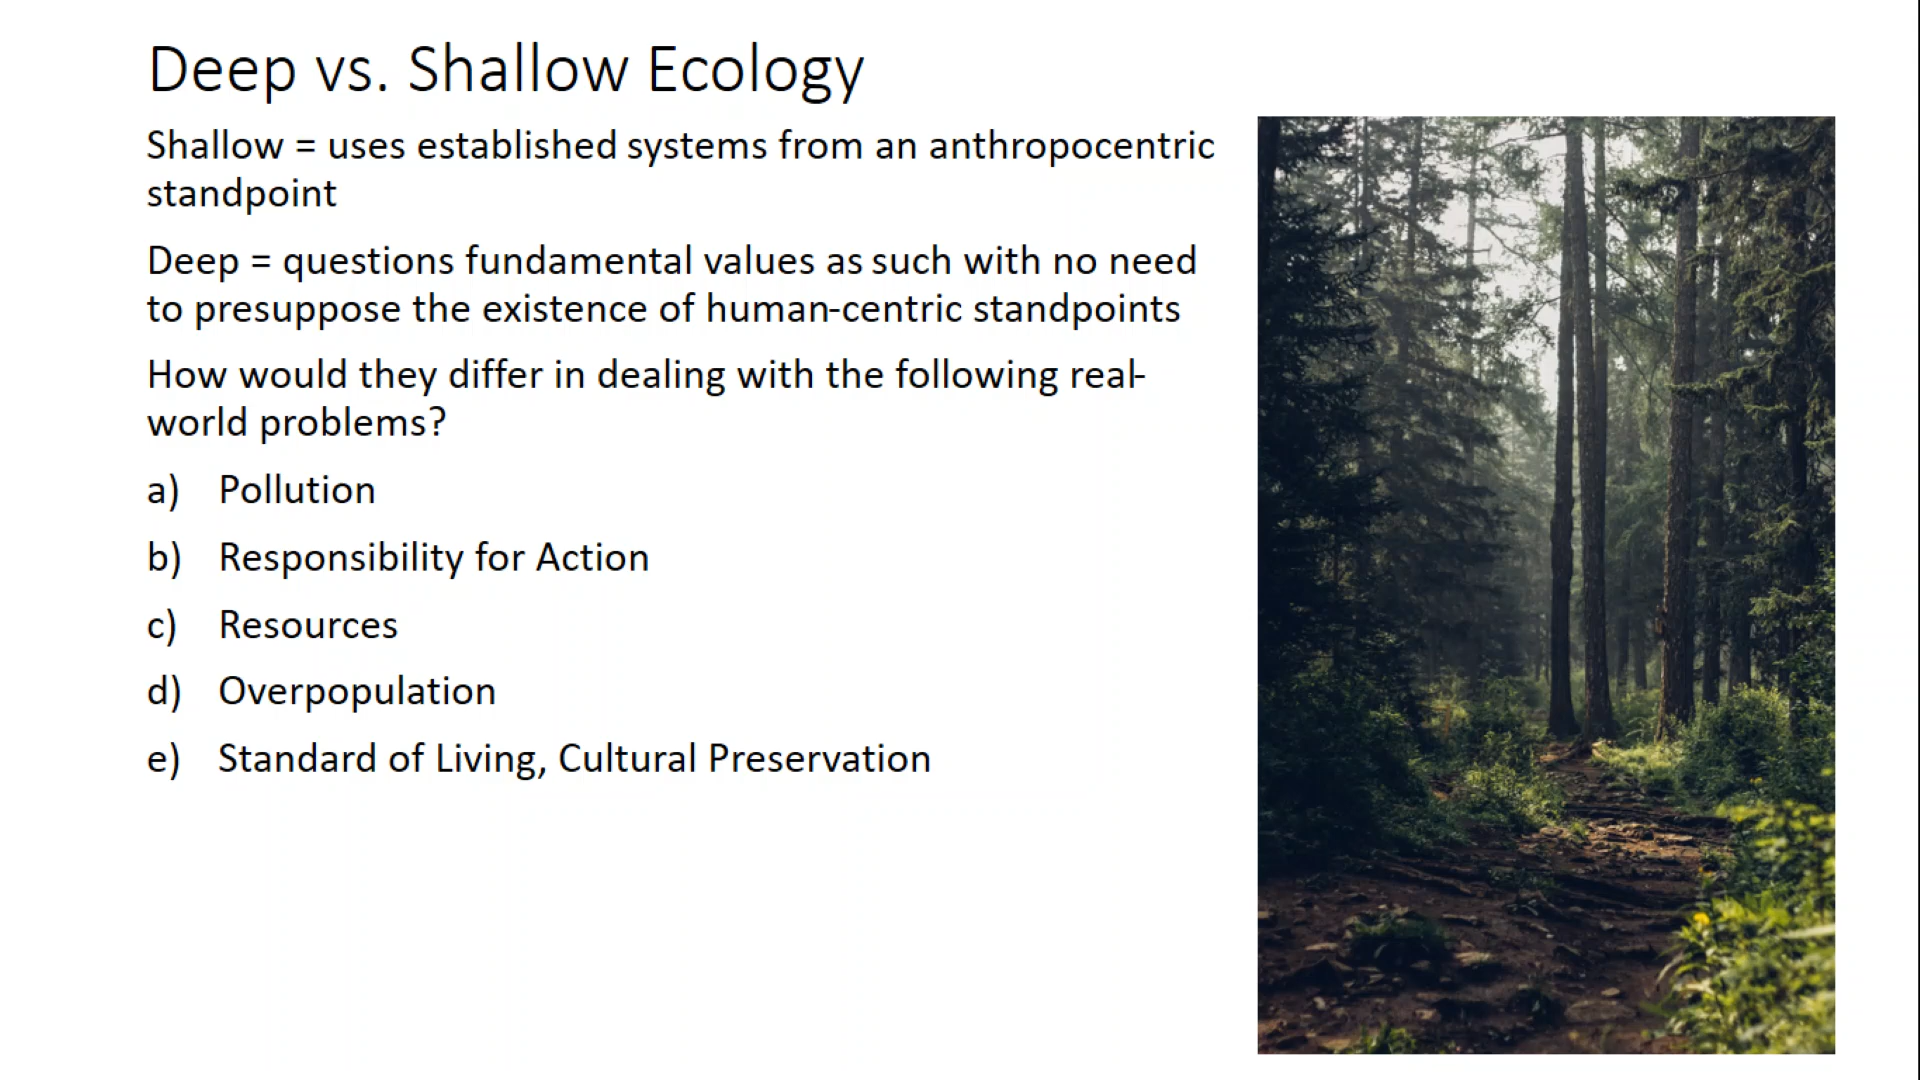 Deep vs. Shallow Ecology
Shallow = uses established systems from an anthropocentric
standpoint
Deep = questions fundamental values as such with no need
to presuppose the existence of human-centric standpoints
How would they differ in dealing with the following real-
world problems?
a) Pollution
b) Responsibility for Action
c) Resources
d) Overpopulation
e) Standard of Living, Cultural Preservation